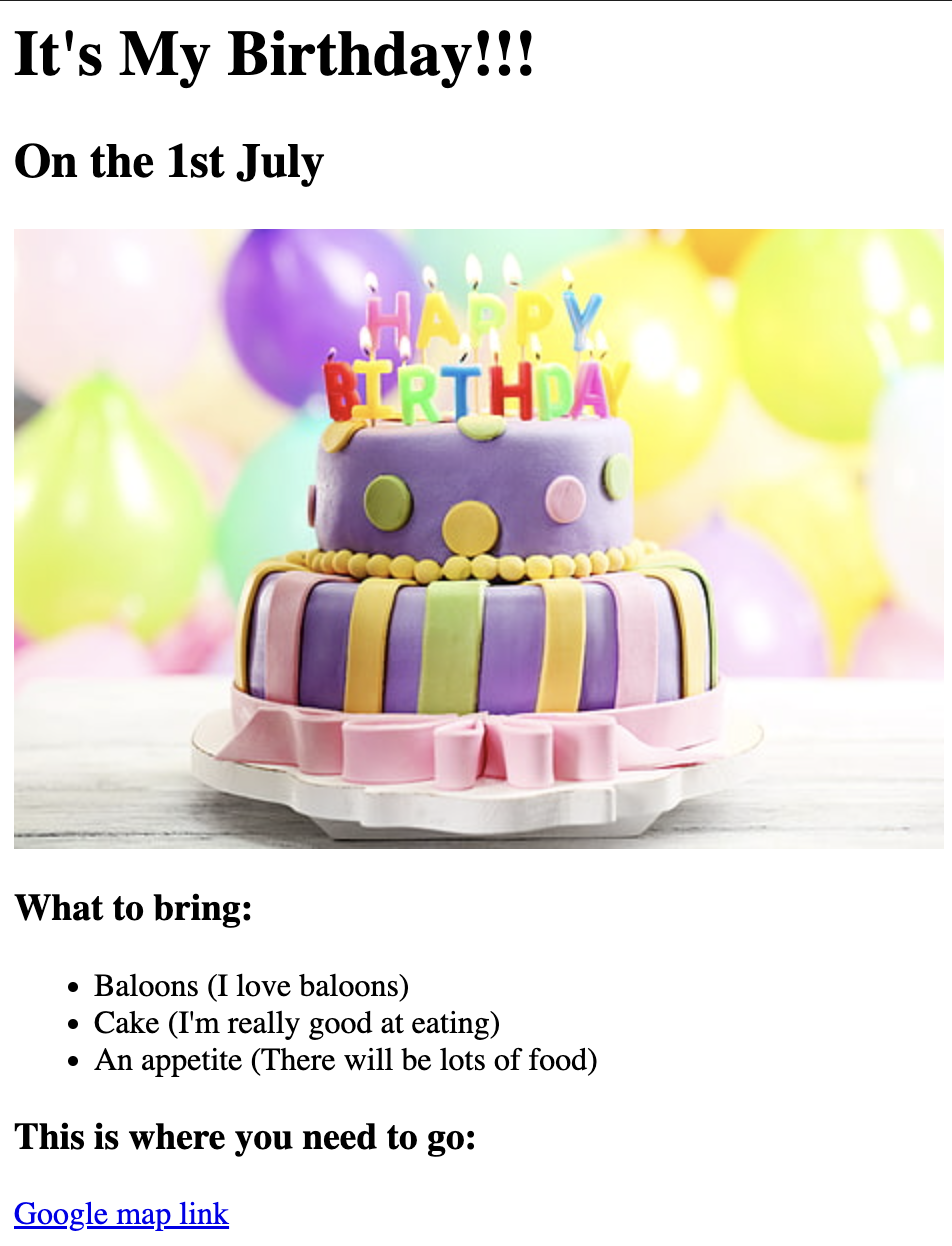 It's My Birthday!!!
On the 1st July
HAPPY
BIRTHDAY
What to bring:
Baloons (I love baloons)
Cake (I'm really good at eating)
An appetite (There will be lots of food)
This is where you need to go:
Google map link